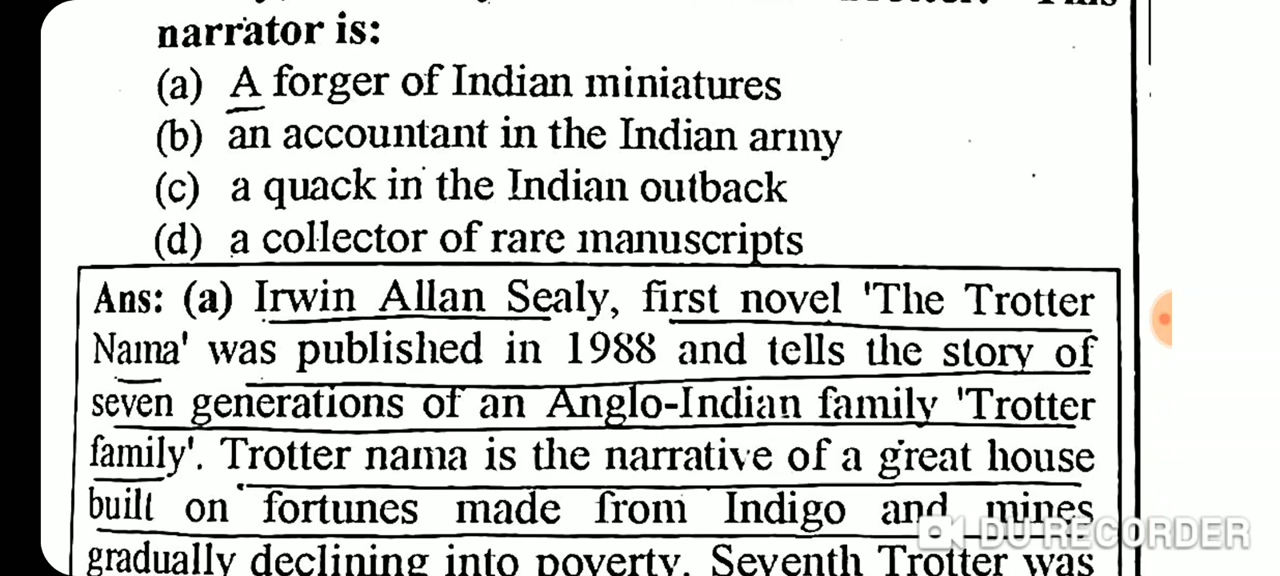 narrator is:
(a) A forger of Indian miniatures
(b) an accountant in the Indian army
(c) a quack in the Indian outback
(d) a collector of rare manuscripts
Ans: (a) Irwin Allan Sealy, first novel 'The Trotter
Nama' was published in 1988 and tells the story of
seven generations of an Anglo-Indian family 'Trotter
family'. Trotter nama is the narrative of a great house
built on fortunes made from Indigo and mines
gradually declining into poverty. Seventh Trotter was
DU RECORDER